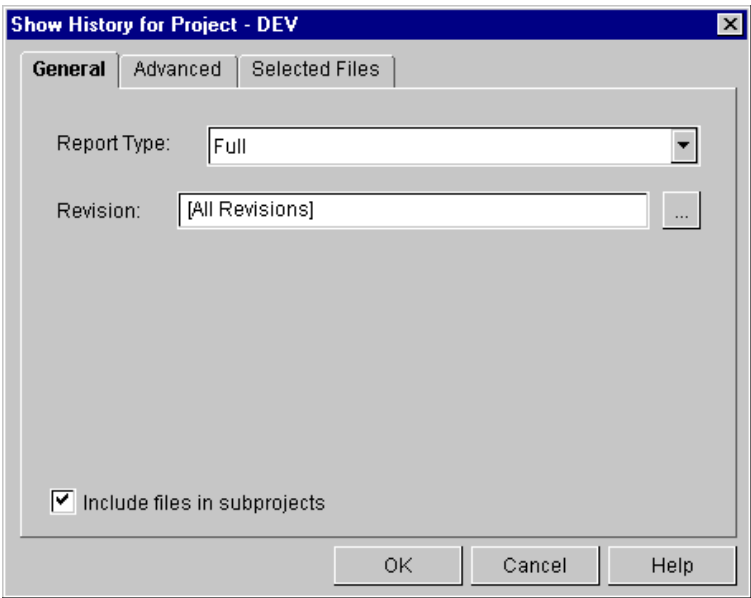 Show History for Project - DEV
General Advanced Selected Files
Report Type: Full
Revision: [All Revisions] ...
Include files in subprojects
OK Cancel Help